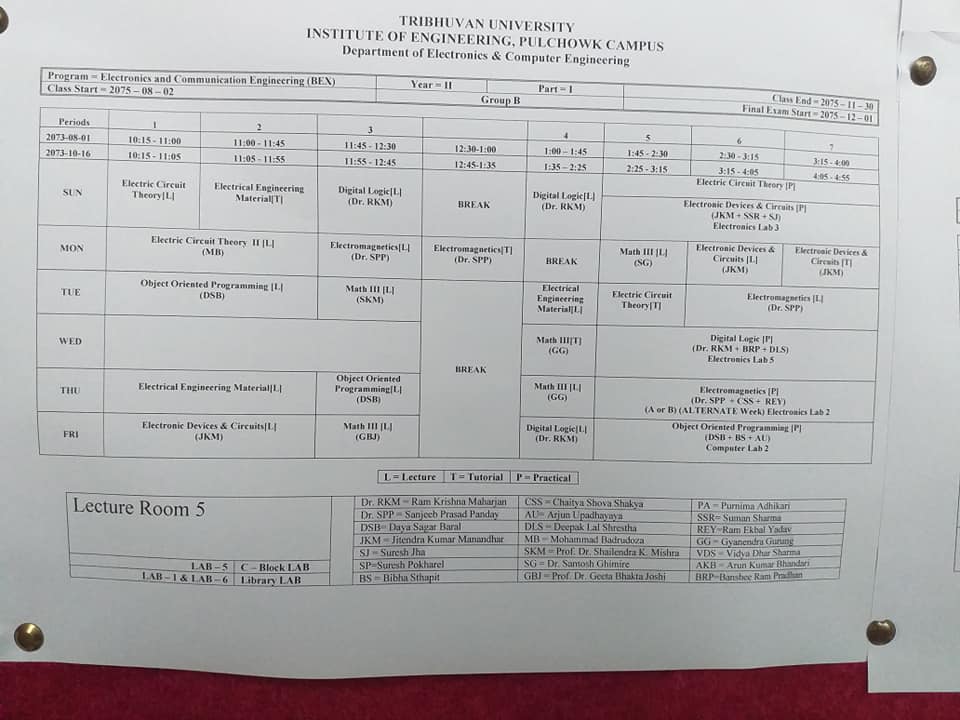 TRIBHUVAN UNIVERSITY
INSTITUTE OF ENGINEERING, PULCHOWK CAMPUS
Department of Electronics & Computer Engineering
Program = Electronics and Communication Engineering (BEX) Year = II Part = I Class End = 2075 – 11 – 30
Class Start = 2075 – 08 – 02 Group B Final Exam Start = 2075 – 12 – 01
Periods 1 2 3 4 5 6 7
2073-08-01 10:15 - 11:00 11:00 - 11:45 11:45 - 12:30 12:30-1:00 1:00 – 1:45 1:45 - 2:30 2:30 - 3:15 3:15 - 4:00
2073-10-16 10:15 - 11:05 11:05 - 11:55 11:55 - 12:45 12:45-1:35 1:35 – 2:25 2:25 - 3:15 3:15 - 4:05 4:05 - 4:55
SUN
Electric Circuit
Theory[L]
Electrical Engineering
Material[T]
Digital Logic[L]
(Dr. RKM)
BREAK
Digital Logic[L]
(Dr. RKM)
Electric Circuit Theory [P]
Electronic Devices & Circuits [P]
(JKM + SSR + SJ)
Electronics Lab 3
MON
Electric Circuit Theory II [L]
(MB)
Electromagnetics[L]
(Dr. SPP)
Electromagnetics[T]
(Dr. SPP)
BREAK
Math III [L]
(SG)
Electronic Devices &
Circuits [L]
(JKM)
Electronic Devices &
Circuits [T]
(JKM)
TUE
Object Oriented Programming [L]
(DSB)
Math III [L]
(SKM)
BREAK
Electrical
Engineering
Material[L]
Electric Circuit
Theory[T]
Electromagnetics [L]
(Dr. SPP)
WED
Math III[T]
(GG)
Digital Logic [P]
(Dr. RKM + BRP + DLS)
Electronics Lab 5
THU
Electrical Engineering Material[L]
Object Oriented
Programming[L]
(DSB)
Math III [L]
(GG)
Electromagnetics [P]
(Dr. SPP + CSS + REY)
(A or B) (ALTERNATE Week) Electronics Lab 2
FRI
Electronic Devices & Circuits[L]
(JKM)
Math III [L]
(GBJ)
Digital Logic[L]
(Dr. RKM)
Object Oriented Programming [P]
(DSB + BS + AU)
Computer Lab 2
L = Lecture T = Tutorial P = Practical
Lecture Room 5
LAB – 5 C – Block LAB
LAB – 1 & LAB – 6 Library LAB
Dr. RKM = Ram Krishna Maharjan CSS = Chaitya Shova Shakya PA = Purnima Adhikari
Dr. SPP = Sanjeeb Prasad Panday AU= Arjun Upadhayaya SSR= Suman Sharma
DSB= Daya Sagar Baral DLS = Deepak Lal Shrestha REY=Ram Ekbal Yadav
JKM = Jitendra Kumar Manandhar MB = Mohammad Badrudoza GG = Gyanendra Gurung
SJ = Suresh Jha SKM = Prof. Dr. Shailendra K. Mishra VDS = Vidya Dhar Sharma
SP=Suresh Pokharel SG = Dr. Santosh Ghimire AKB = Arun Kumar Bhandari
BS = Bibha Sthapit GBJ = Prof. Dr. Geeta Bhakta Joshi BRP=Banshee Ram Pradhan